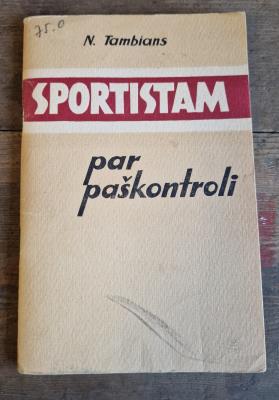 75.0
N. Tambians
SPORTISTAM
par
paškontroli